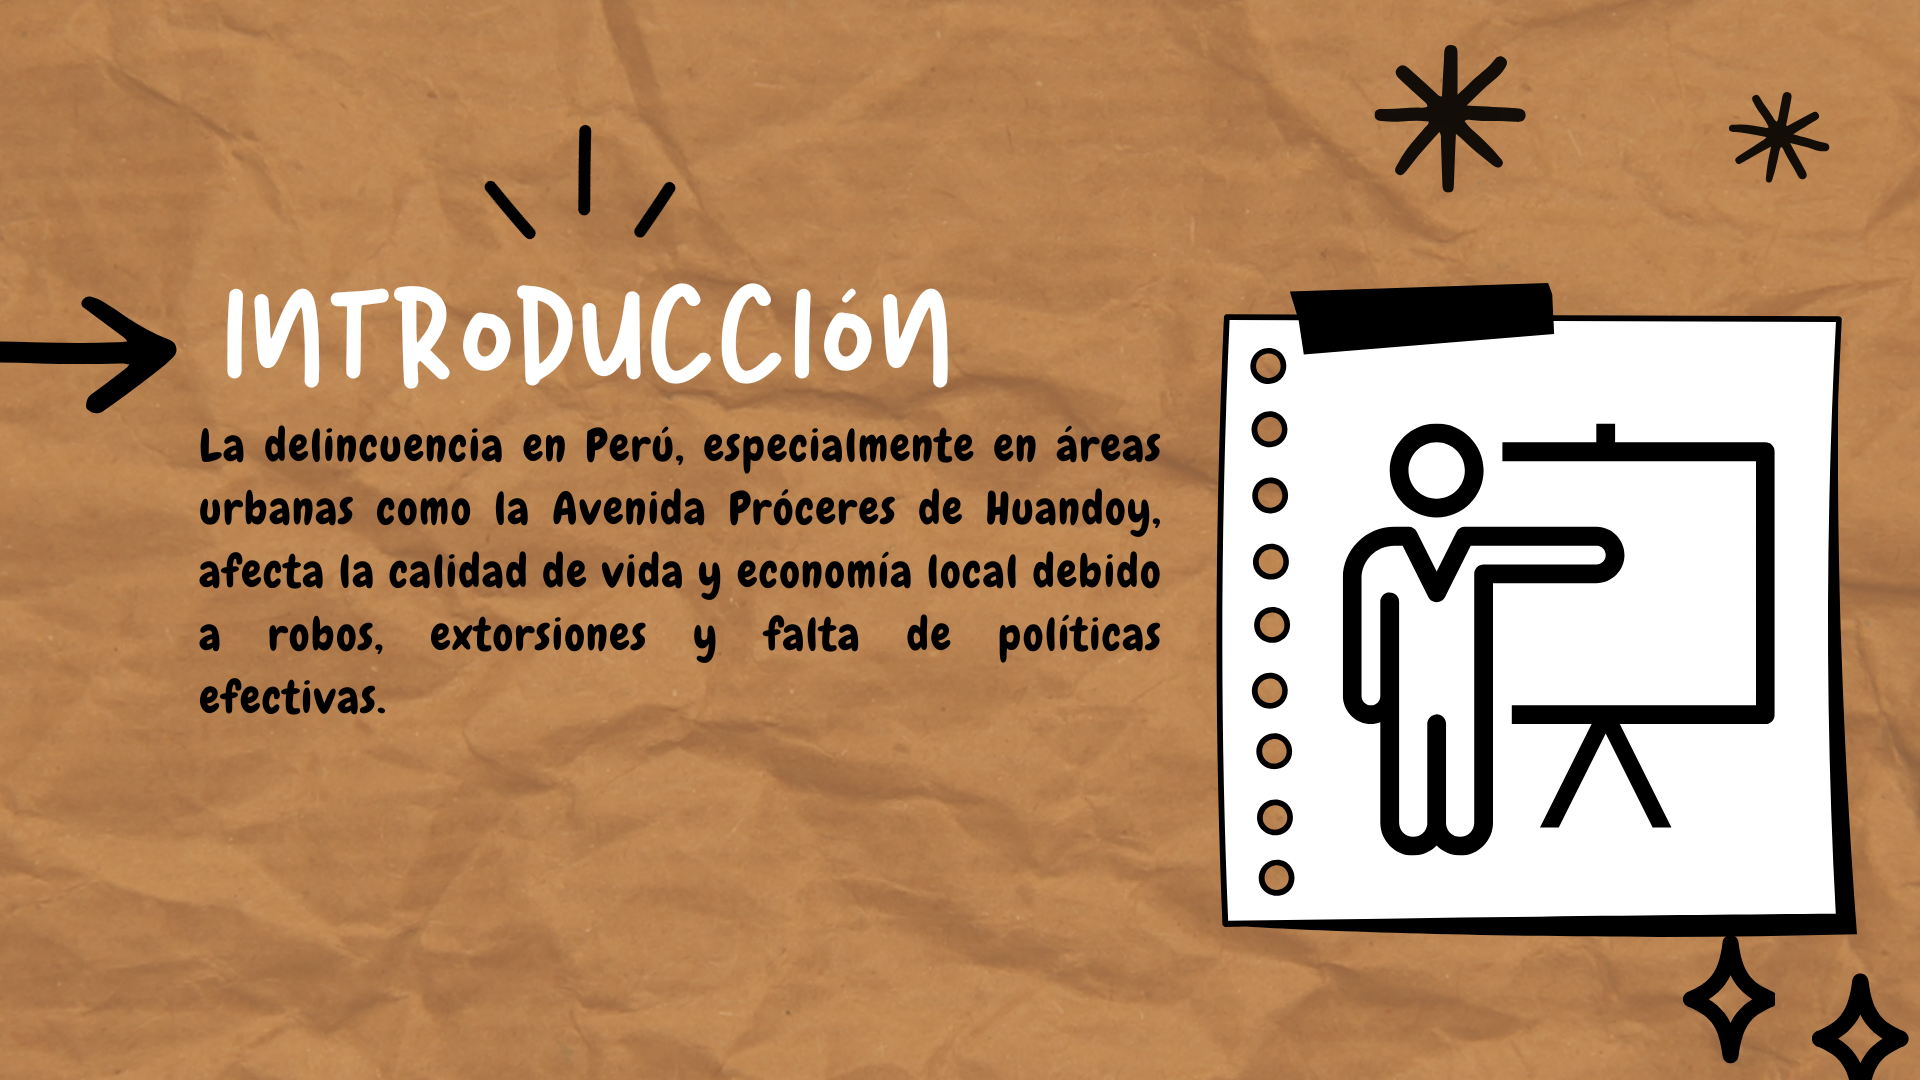 INTRODUCCIÓN
La delincuencia en Perú, especialmente en áreas
urbanas como la Avenida Próceres de Huandoy,
afecta la calidad de vida y economía local debido
a robos, extorsiones y falta de políticas
efectivas.